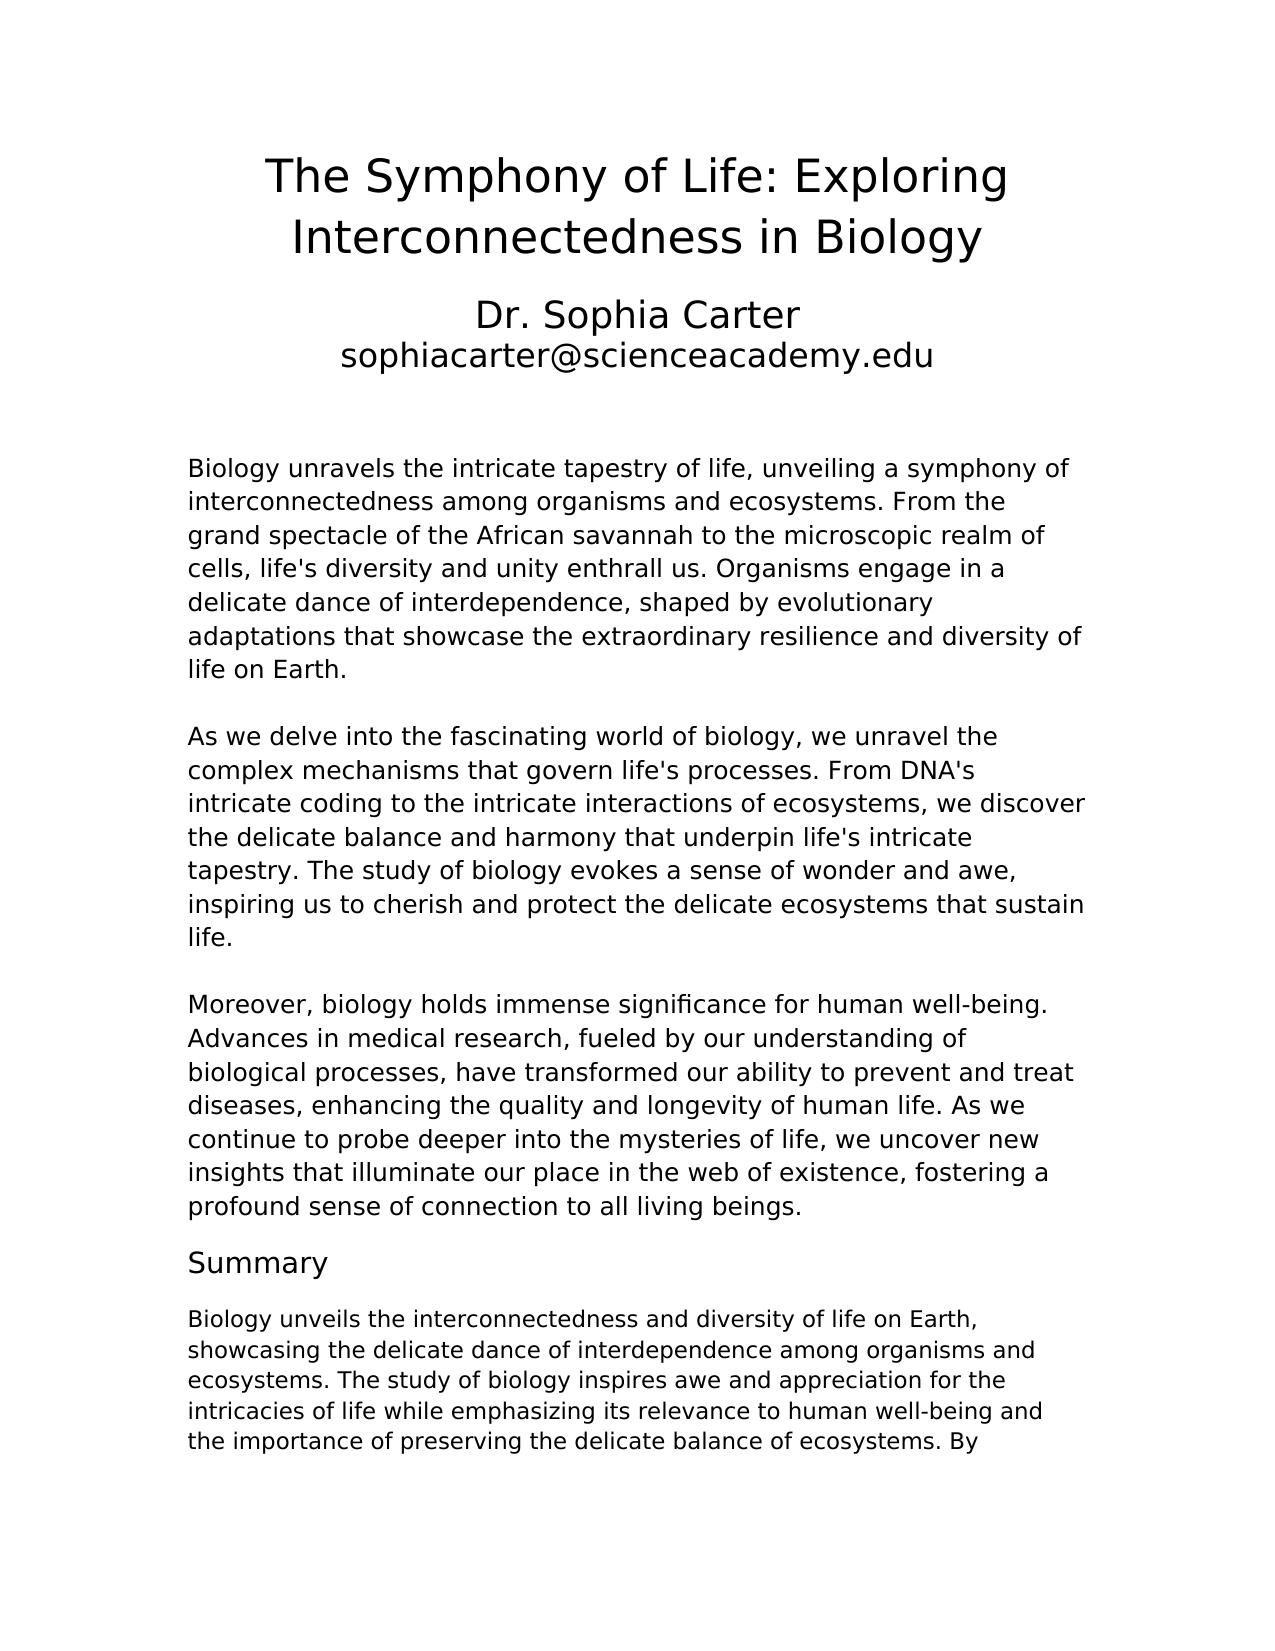 The Symphony of Life: Exploring
Interconnectedness in Biology
Dr. Sophia Carter
sophiacarter@scienceacademy.edu
Biology unravels the intricate tapestry of life, unveiling a symphony of
interconnectedness among organisms and ecosystems. From the
grand spectacle of the African savannah to the microscopic realm of
cells, life's diversity and unity enthrall us. Organisms engage in a
delicate dance of interdependence, shaped by evolutionary
adaptations that showcase the extraordinary resilience and diversity of
life on Earth.
As we delve into the fascinating world of biology, we unravel the
complex mechanisms that govern life's processes. From DNA's
intricate coding to the intricate interactions of ecosystems, we discover
the delicate balance and harmony that underpin life's intricate
tapestry. The study of biology evokes a sense of wonder and awe,
inspiring us to cherish and protect the delicate ecosystems that sustain
life.
Moreover, biology holds immense significance for human well-being.
Advances in medical research, fueled by our understanding of
biological processes, have transformed our ability to prevent and treat
diseases, enhancing the quality and longevity of human life. As we
continue to probe deeper into the mysteries of life, we uncover new
insights that illuminate our place in the web of existence, fostering a
profound sense of connection to all living beings.
Summary
Biology unveils the interconnectedness and diversity of life on Earth,
showcasing the delicate dance of interdependence among organisms and
ecosystems. The study of biology inspires awe and appreciation for the
intricacies of life while emphasizing its relevance to human well-being and
the importance of preserving the delicate balance of ecosystems. By